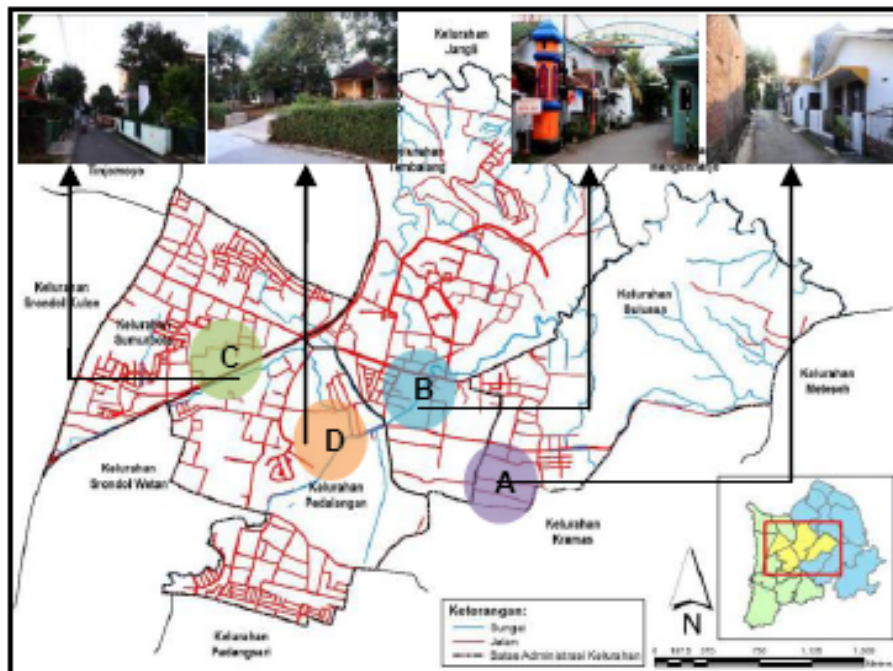 Kelurahan
Jangli
Kelurahan
Tembalang
Tinjomoyo
Kelurahan
Srondol Kulon
Kelurahan
Sumurboto
Kelurahan
Bulusan
Kelurahan
Meteseh
C
B
D
A
Kelurahan
Srondol Wetan
Kelurahan
Pedalangan
Kelurahan
Kramas
Kelurahan
Padangsari
Keterangan:
Sungai
Jalan
Batas Administrasi Kelurahan
N